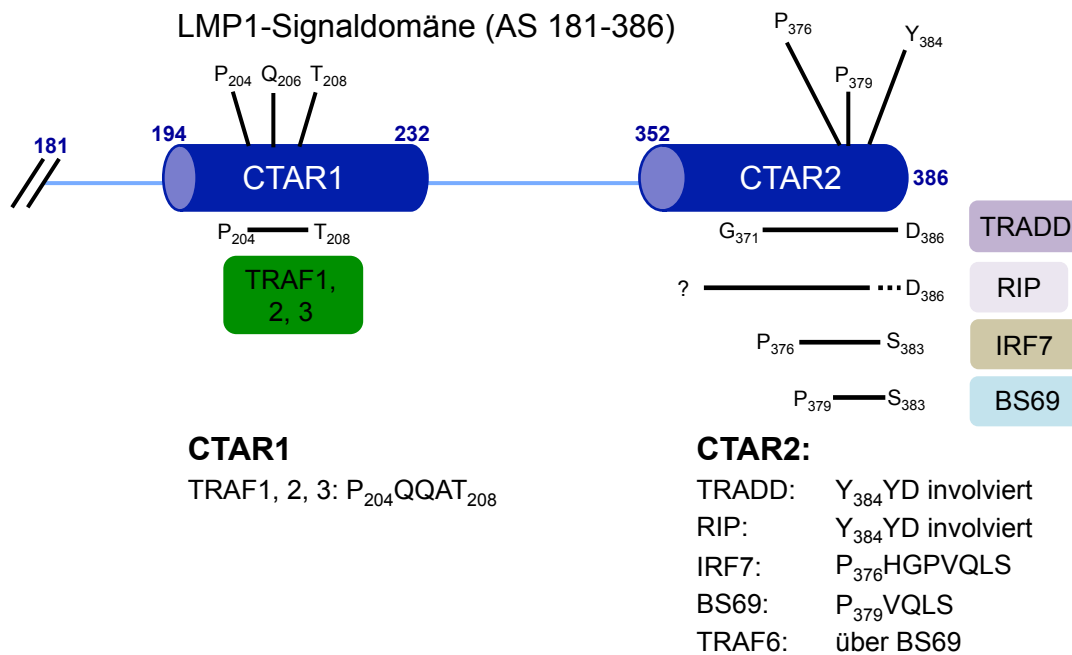 LMP1-Signaldomäne (AS 181-386)
P376
Y384
P204 Q206 T208
P379
181
194
232
352
CTAR1
CTAR2
386
P204
T208
G371
D386
TRADD
TRAF1,
2, 3
?
D386
RIP
P376
S383
IRF7
P379
S383
BS69
CTAR1
TRAF1, 2, 3: P204QQAT208
CTAR2:
TRADD: Y384YD involviert
RIP: Y384YD involviert
IRF7: P376HGPVQLS
BS69: P379VQLS
TRAF6: über BS69